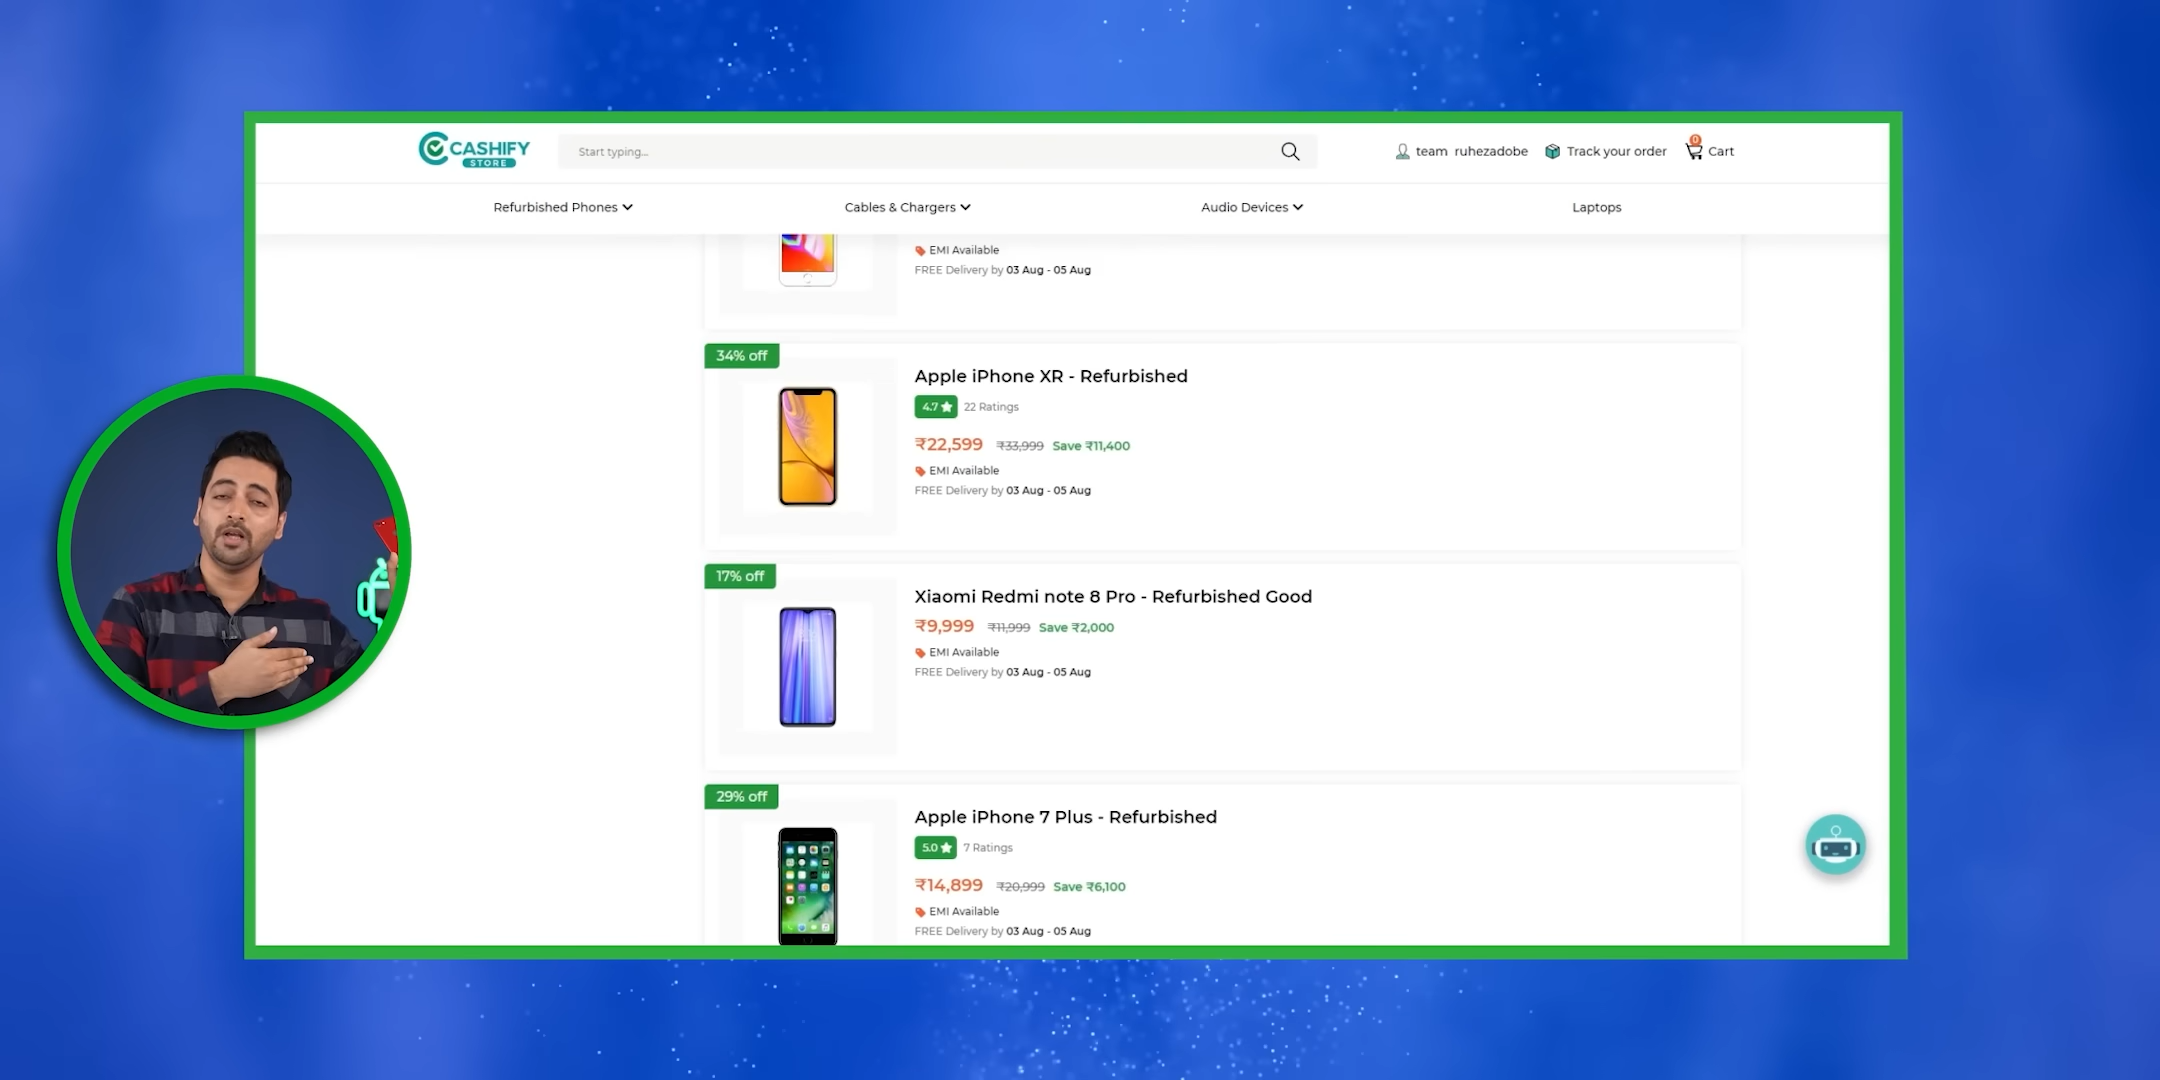 CASHIFY
STORE
Start typing...
team ruhezadobe
Track your order
0
Cart
Refurbished Phones
Cables & Chargers
Audio Devices
Laptops
EMI Available
FREE Delivery by 03 Aug - 05 Aug
34% off
Apple iPhone XR - Refurbished
4.7 ★ 22 Ratings
₹22,599 ₹33,999 Save ₹11,400
EMI Available
FREE Delivery by 03 Aug - 05 Aug
17% off
Xiaomi Redmi note 8 Pro - Refurbished Good
₹9,999 ₹11,999 Save ₹2,000
EMI Available
FREE Delivery by 03 Aug - 05 Aug
29% off
Apple iPhone 7 Plus - Refurbished
5.0 ★ 7 Ratings
₹14,899 ₹20,999 Save ₹6,100
EMI Available
FREE Delivery by 03 Aug - 05 Aug